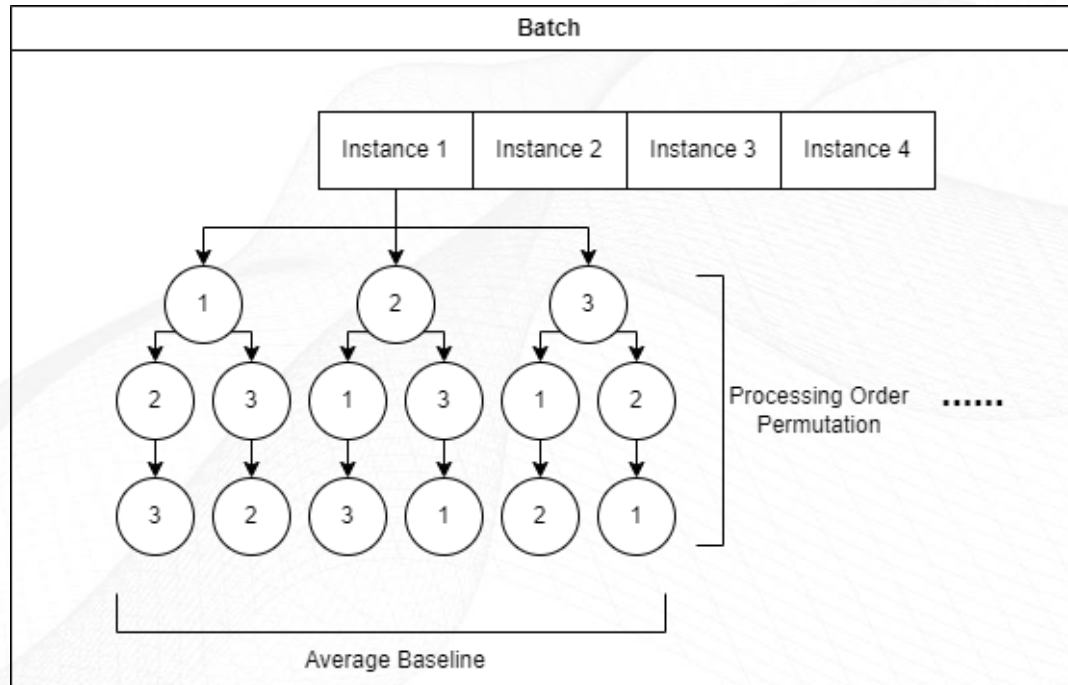 Batch
Instance 1 Instance 2 Instance 3 Instance 4
1 2 3
2 3 1 3 1 2
Processing Order
Permutation
......
3 2 3 1 2 1
Average Baseline